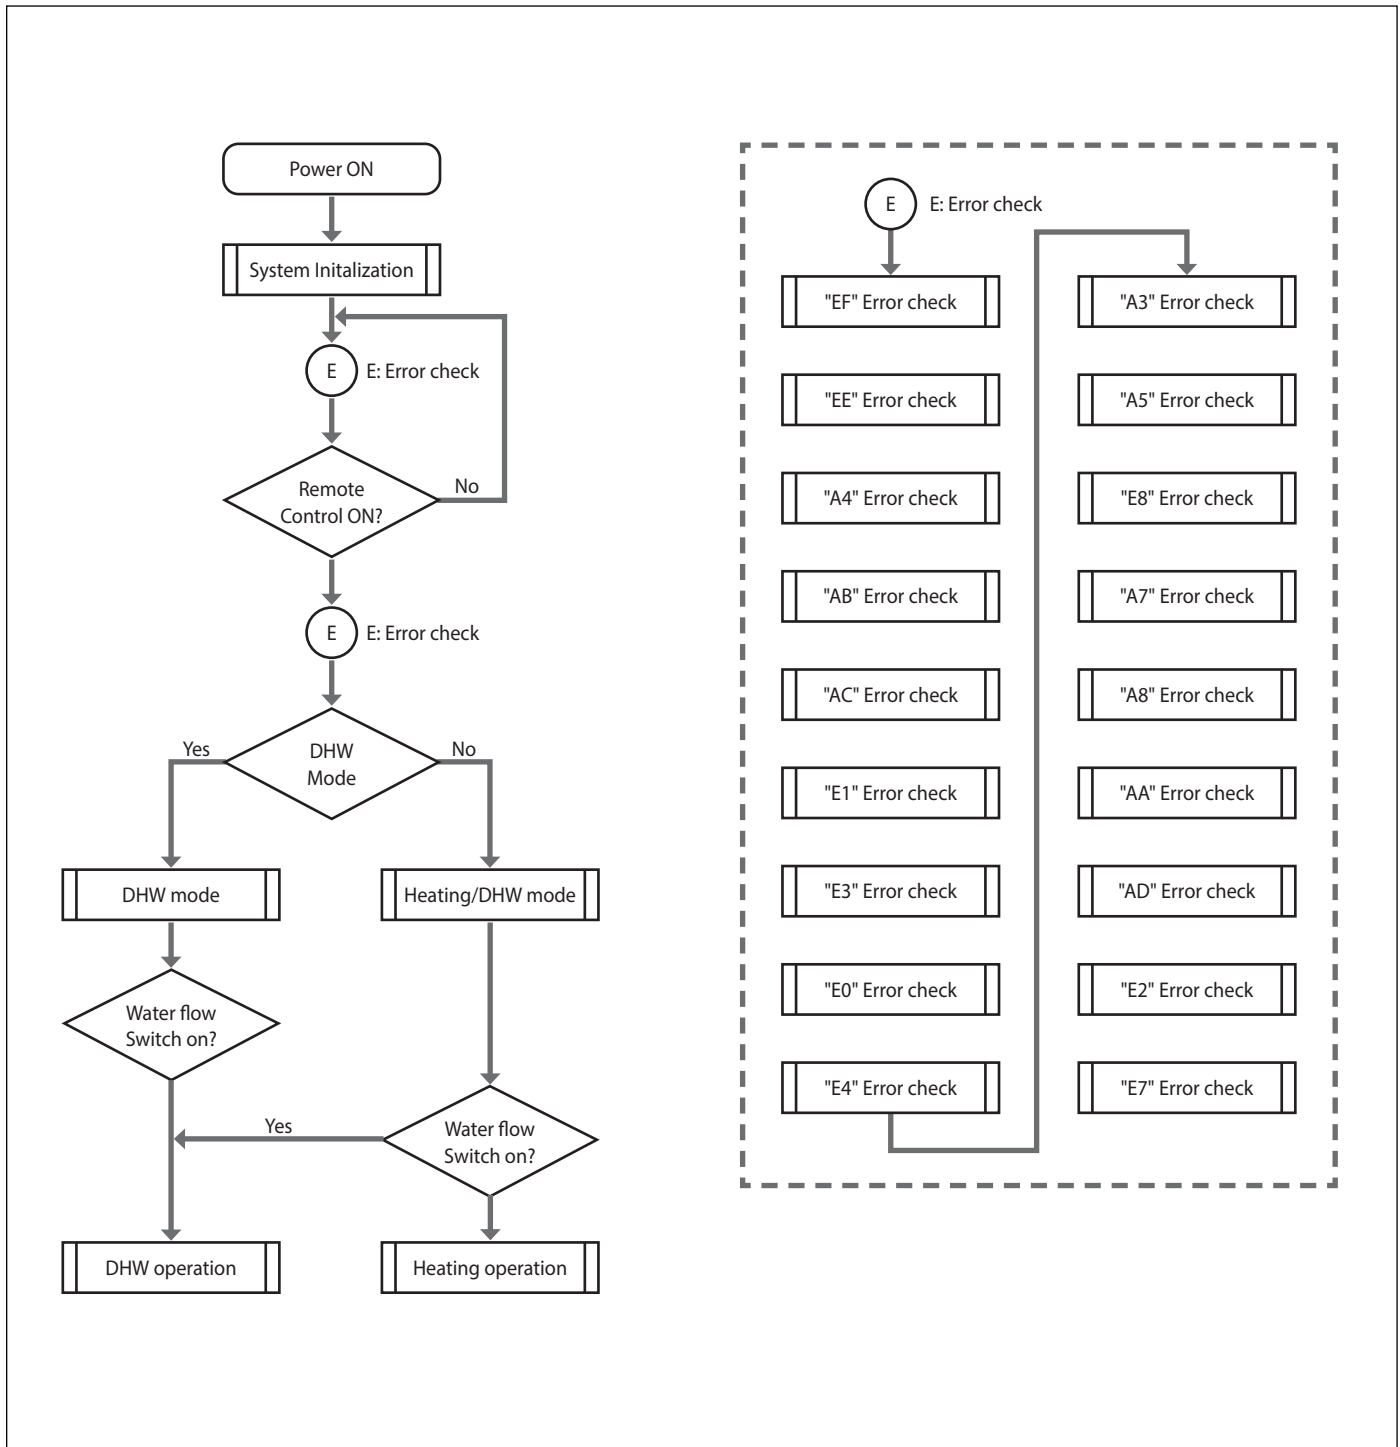 Power ON
System Initalization
E
E: Error check
Remote
Control ON?
No
E
E: Error check
DHW
Mode
Yes
No
DHW mode
Heating/DHW mode
Water flow
Switch on?
Water flow
Switch on?
Yes
DHW operation
Heating operation
E
E: Error check
"EF" Error check
"EE" Error check
"A4" Error check
"AB" Error check
"AC" Error check
"E1" Error check
"E3" Error check
"E0" Error check
"E4" Error check
"A3" Error check
"A5" Error check
"E8" Error check
"A7" Error check
"A8" Error check
"AA" Error check
"AD" Error check
"E2" Error check
"E7" Error check